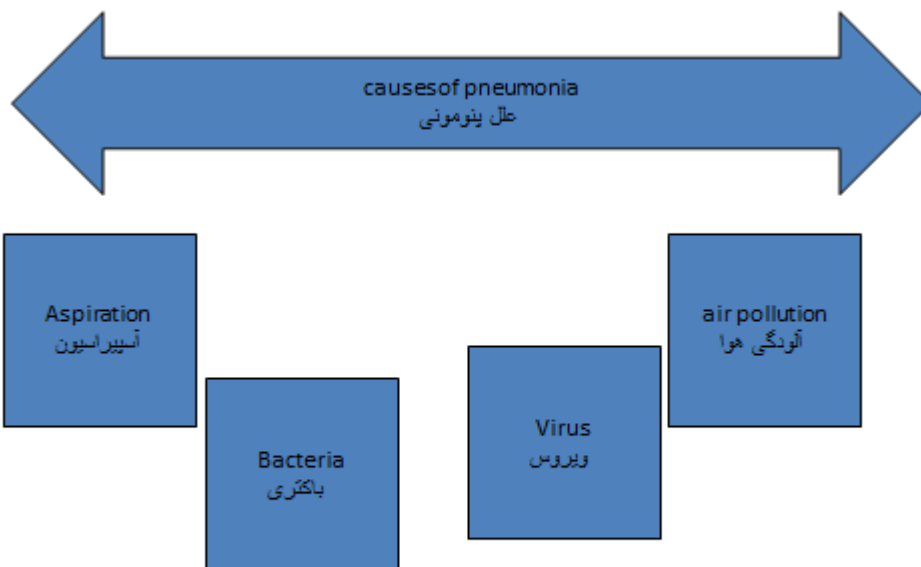 causesof pneumonia
علل پنومونی
Aspiration
آسپیراسیون
Bacteria
باکتری
Virus
ویروس
air pollution
آلودگی هوا